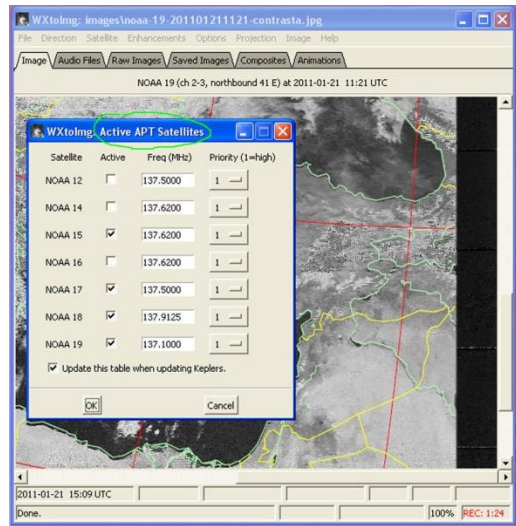 WXtoImg: images\noaa-19-201101211121-contrasta.jpg
File Direction Satellite Enhancements Options Projection Image Help
Image Audio Files Raw Images Saved Images Composites Animations
NOAA 19 (ch 2-3, northbound 41 E) at 2011-01-21 11:21 UTC
WXtoImg: Active APT Satellites
Satellite Active Freq (MHz) Priority (1=high)
NOAA 12 137.5000 1
NOAA 14 137.6200 1
NOAA 15 137.6200 1
NOAA 16 137.6200 1
NOAA 17 137.5000 1
NOAA 18 137.9125 1
NOAA 19 137.1000 1
Update this table when updating Keplers.
OK Cancel
2011-01-21 15:09 UTC
Done. 100% REC: 1:24